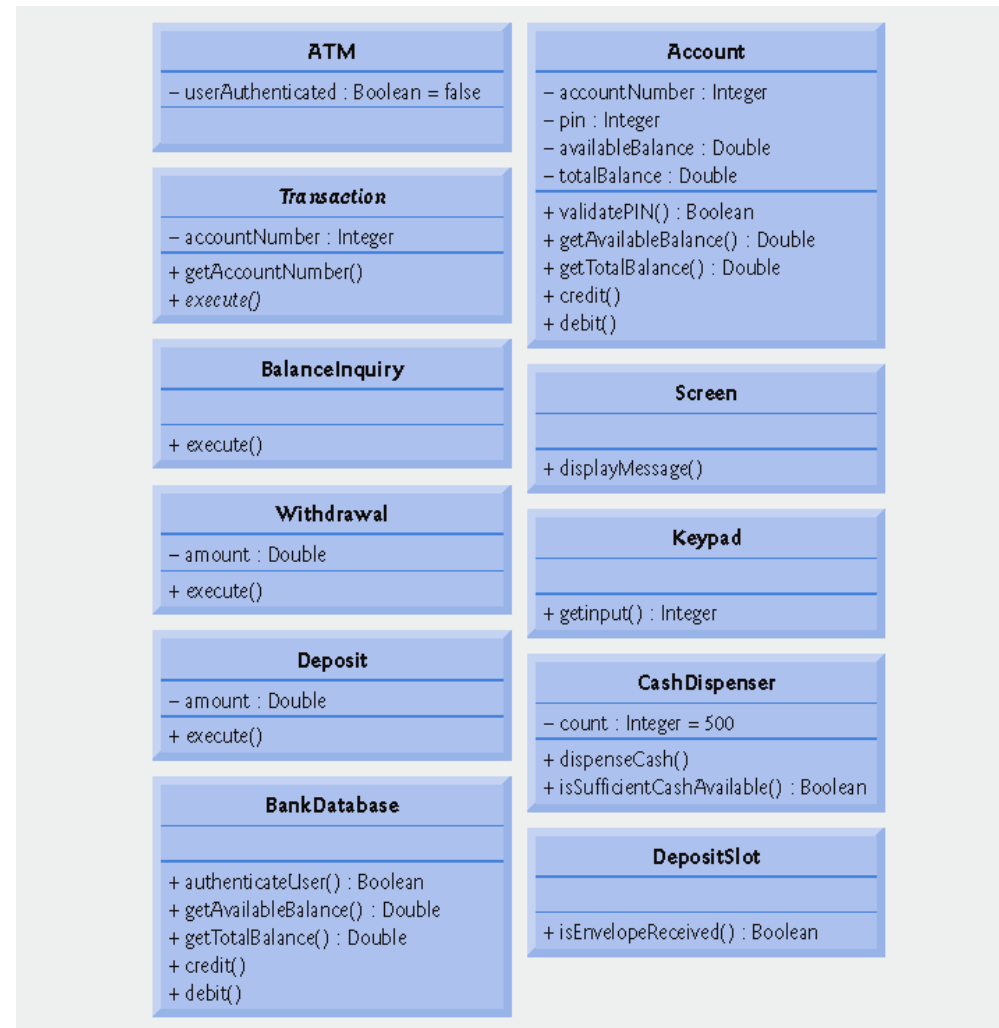 ATM
– userAuthenticated : Boolean = false
Transaction
– accountNumber : Integer
+ getAccountNumber()
+ execute()
BalanceInquiry
+ execute()
Withdrawal
– amount : Double
+ execute()
Deposit
– amount : Double
+ execute()
BankDatabase
+ authenticateUser() : Boolean
+ getAvailableBalance() : Double
+ getTotalBalance() : Double
+ credit()
+ debit()
Account
– accountNumber : Integer
– pin : Integer
– availableBalance : Double
– totalBalance : Double
+ validatePIN() : Boolean
+ getAvailableBalance() : Double
+ getTotalBalance() : Double
+ credit()
+ debit()
Screen
+ displayMessage()
Keypad
+ getinput() : Integer
CashDispenser
– count : Integer = 500
+ dispenseCash()
+ isSufficientCashAvailable() : Boolean
DepositSlot
+ isEnvelopeReceived() : Boolean